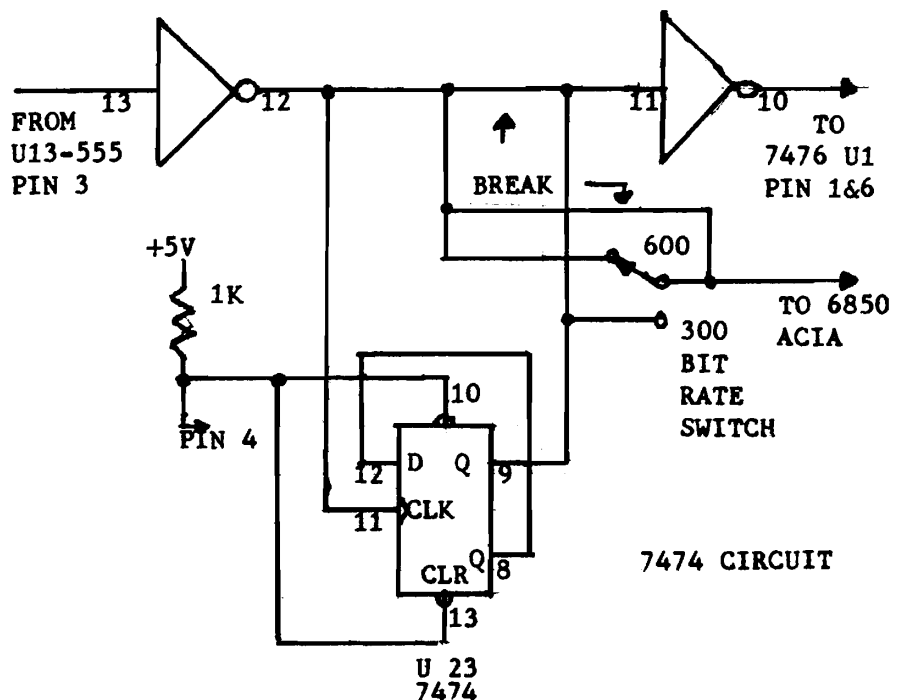 13
12
11
10
FROM
U13-555
PIN 3
BREAK
TO
7476 U1
PIN 1&6
+5V
1K
600
TO 6850
ACIA
300
BIT
RATE
SWITCH
PIN 4
10
12
D
Q
9
11
CLK
Q
8
CLR
13
7474 CIRCUIT
U 23
7474